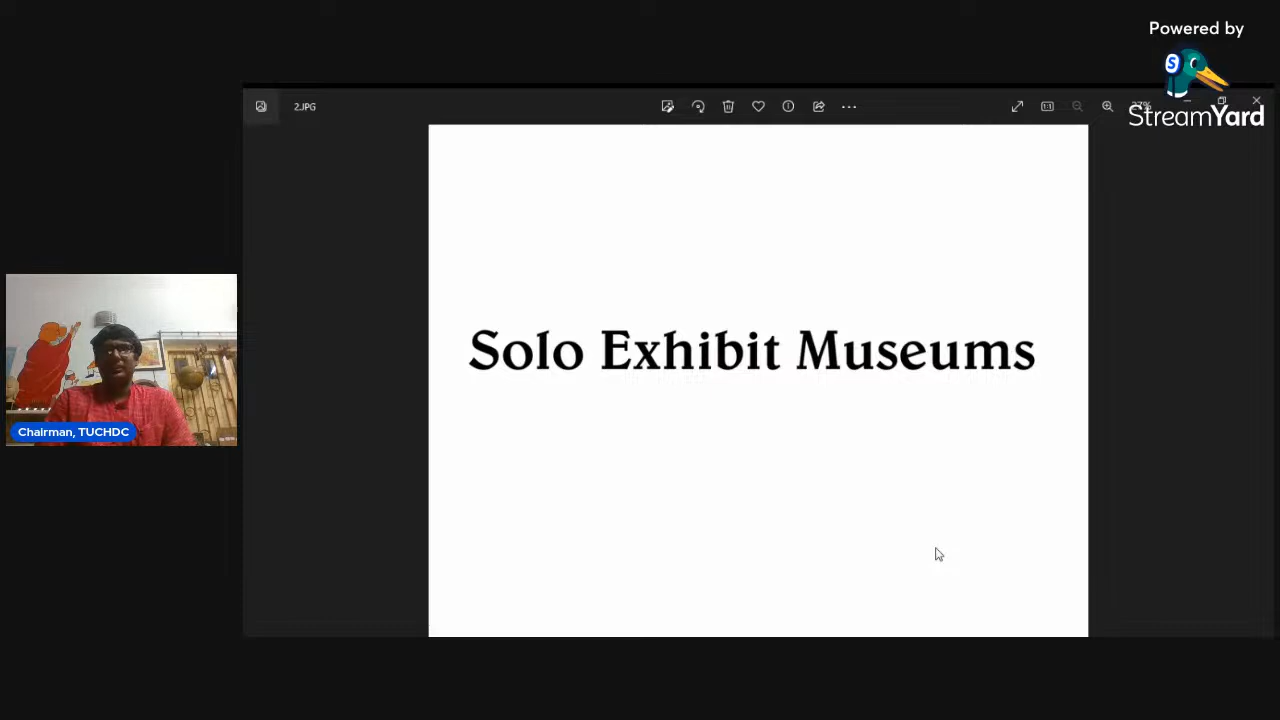 Powered by
StreamYard
2.JPG
Solo Exhibit Museums
Chairman, TUCHDC